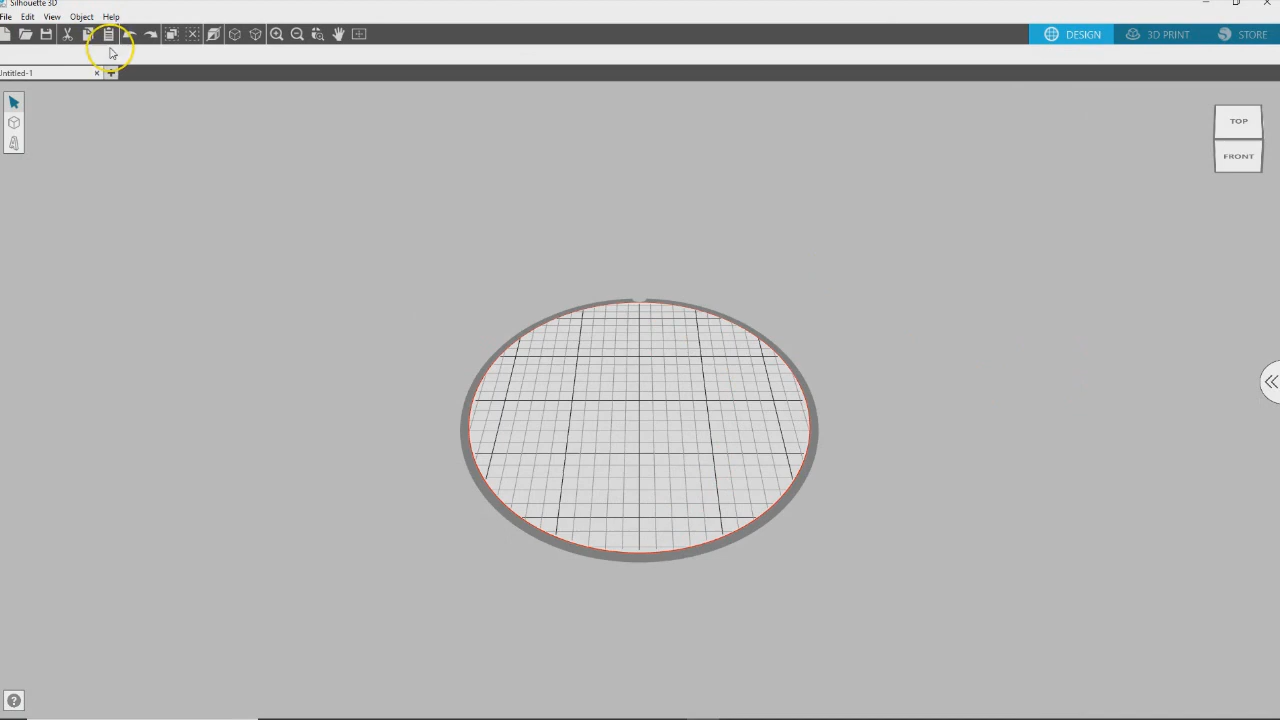 Silhouette 3D
File Edit View Object Help
DESIGN 3D PRINT STORE
Untitled-1
TOP
FRONT